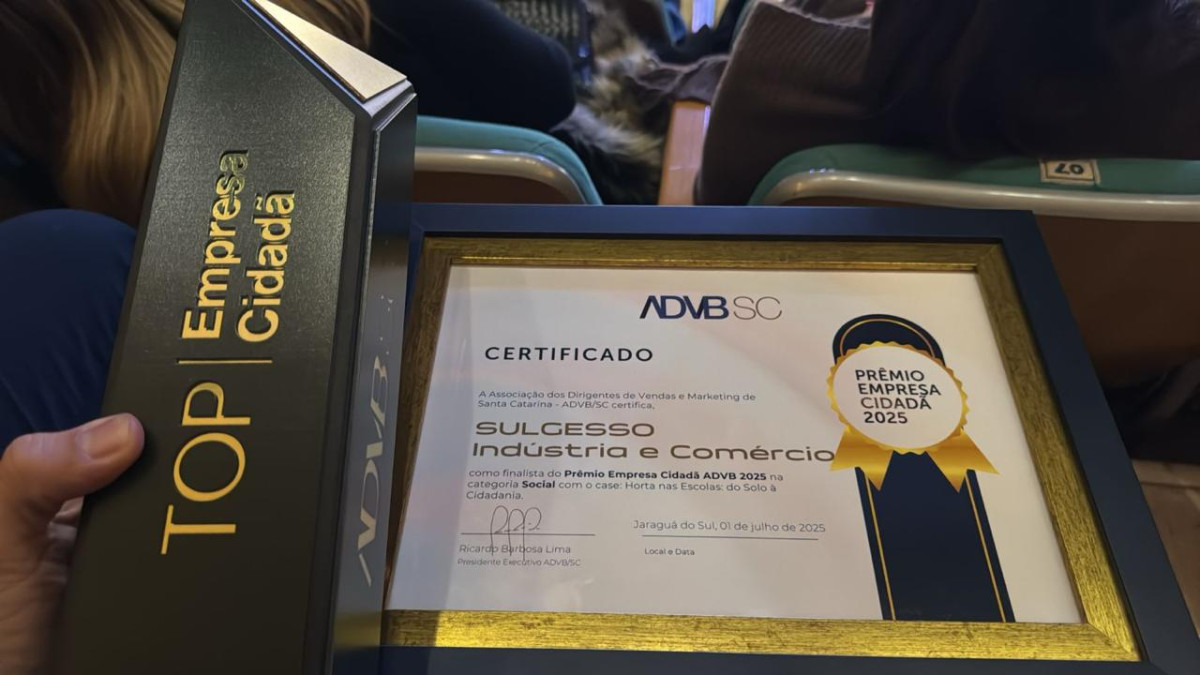 TOP | Empresa
Cidadã
ADVB
07
ADVB SC
CERTIFICADO
A Associação dos Dirigentes de Vendas e Marketing de
Santa Catarina - ADVB/SC certifica,
SULGESSO
Indústria e Comércio
como finalista do Prêmio Empresa Cidadã ADVB 2025 na
categoria Social com o case: Horta nas Escolas: do Solo à
Cidadania.
Ricardo Barbosa Lima
Presidente Executivo ADVB/SC
Jaraguá do Sul, 01 de julho de 2025
Local e Data
PRÊMIO
EMPRESA
CIDADÃ
2025